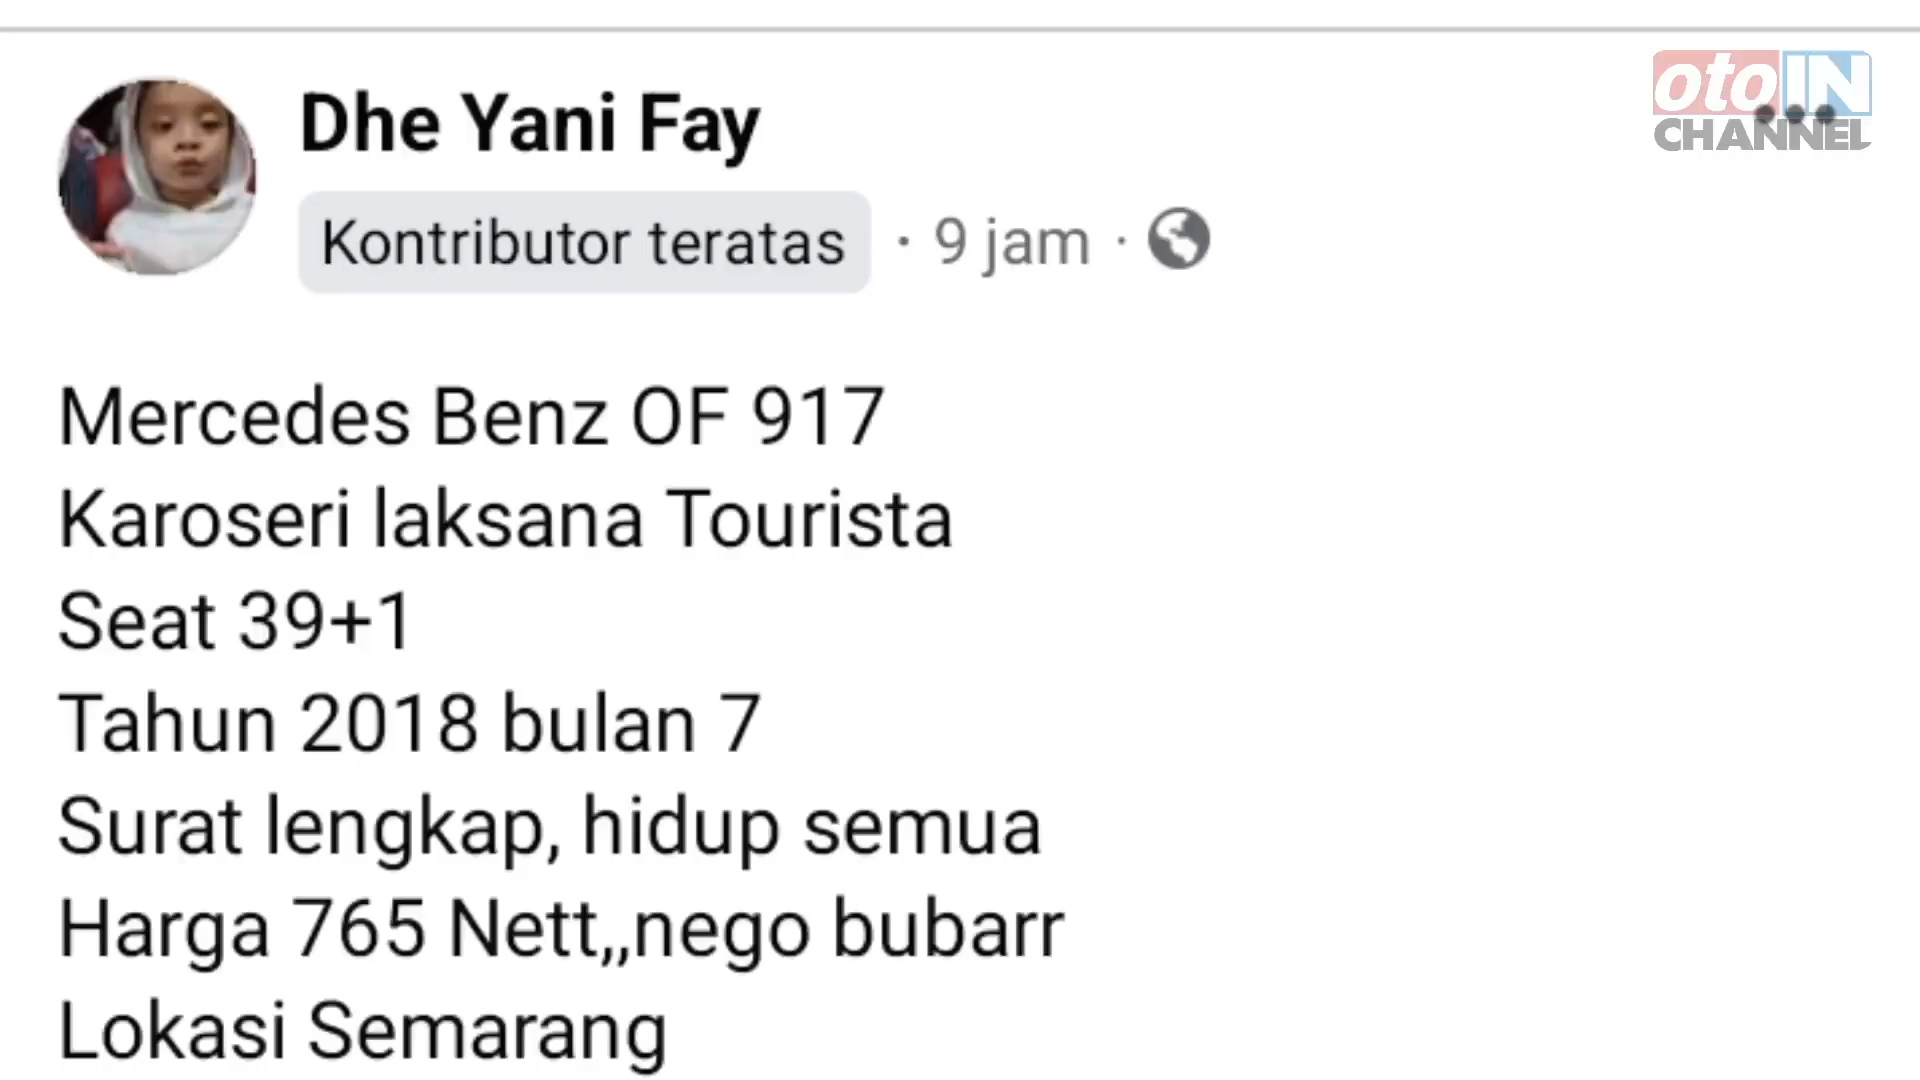 Dhe Yani Fay
otoIN
CHANNEL
Kontributor teratas · 9 jam ·
Mercedes Benz OF 917
Karoseri laksana Tourista
Seat 39+1
Tahun 2018 bulan 7
Surat lengkap, hidup semua
Harga 765 Nett,,nego bubarr
Lokasi Semarang